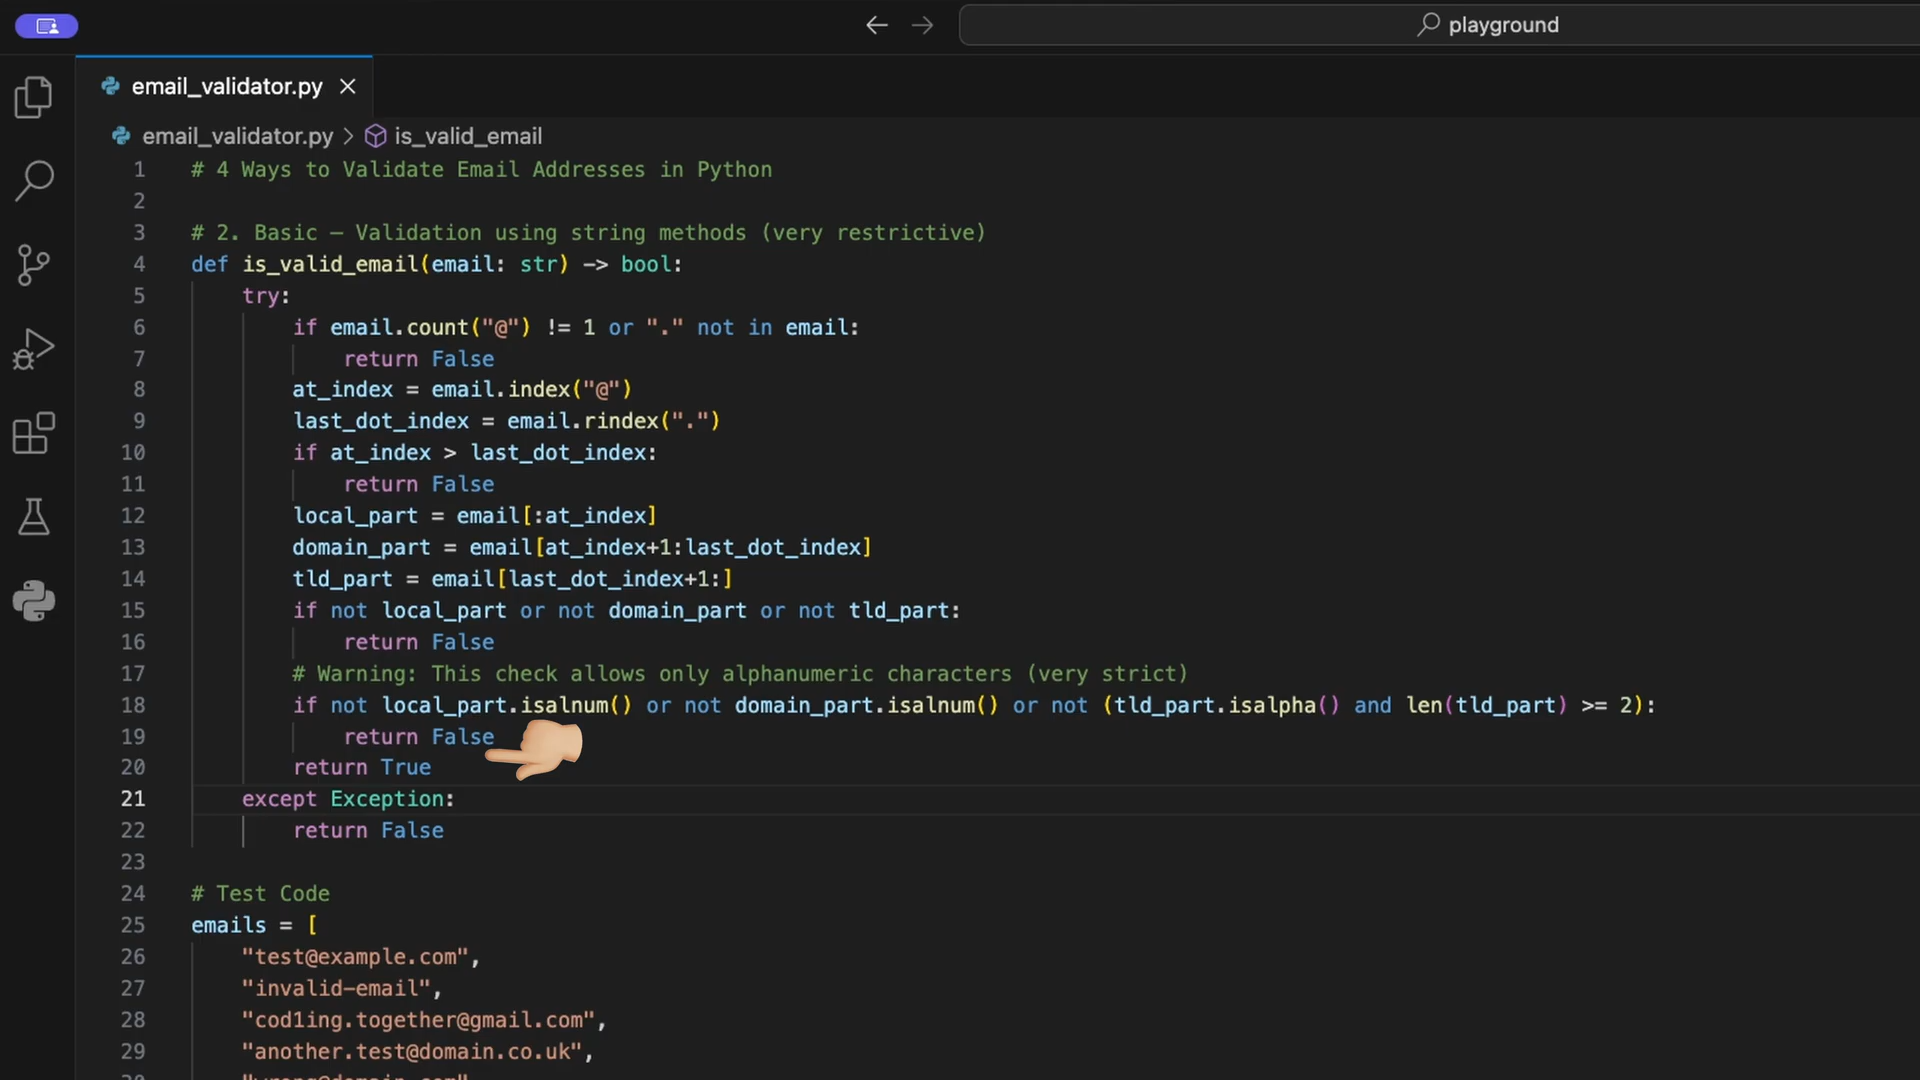 playground
email_validator.py
email_validator.py > is_valid_email
1 # 4 Ways to Validate Email Addresses in Python
2
3 # 2. Basic – Validation using string methods (very restrictive)
4 def is_valid_email(email: str) -> bool:
5 try:
6 if email.count("@") != 1 or "." not in email:
7 return False
8 at_index = email.index("@")
9 last_dot_index = email.rindex(".")
10 if at_index > last_dot_index:
11 return False
12 local_part = email[:at_index]
13 domain_part = email[at_index+1:last_dot_index]
14 tld_part = email[last_dot_index+1:]
15 if not local_part or not domain_part or not tld_part:
16 return False
17 # Warning: This check allows only alphanumeric characters (very strict)
18 if not local_part.isalnum() or not domain_part.isalnum() or not (tld_part.isalpha() and len(tld_part) >= 2):
19 return False
20 return True
21 except Exception:
22 return False
23
24 # Test Code
25 emails = [
26 "test@example.com",
27 "invalid-email",
28 "cod1ing.together@gmail.com",
29 "another.test@domain.co.uk",